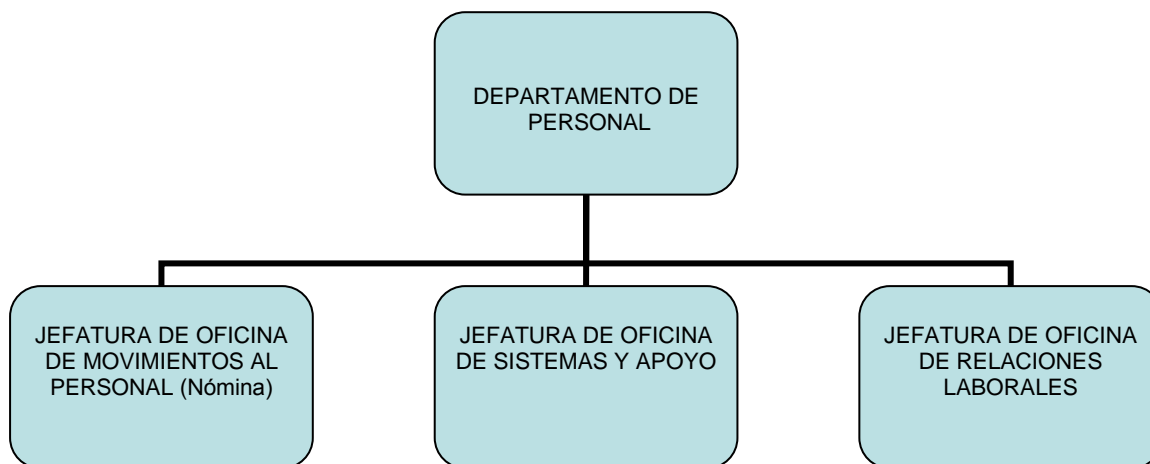 DEPARTAMENTO DE
PERSONAL
JEFATURA DE OFICINA
DE MOVIMIENTOS AL
PERSONAL (Nómina)
JEFATURA DE OFICINA
DE SISTEMAS Y APOYO
JEFATURA DE OFICINA
DE RELACIONES
LABORALES